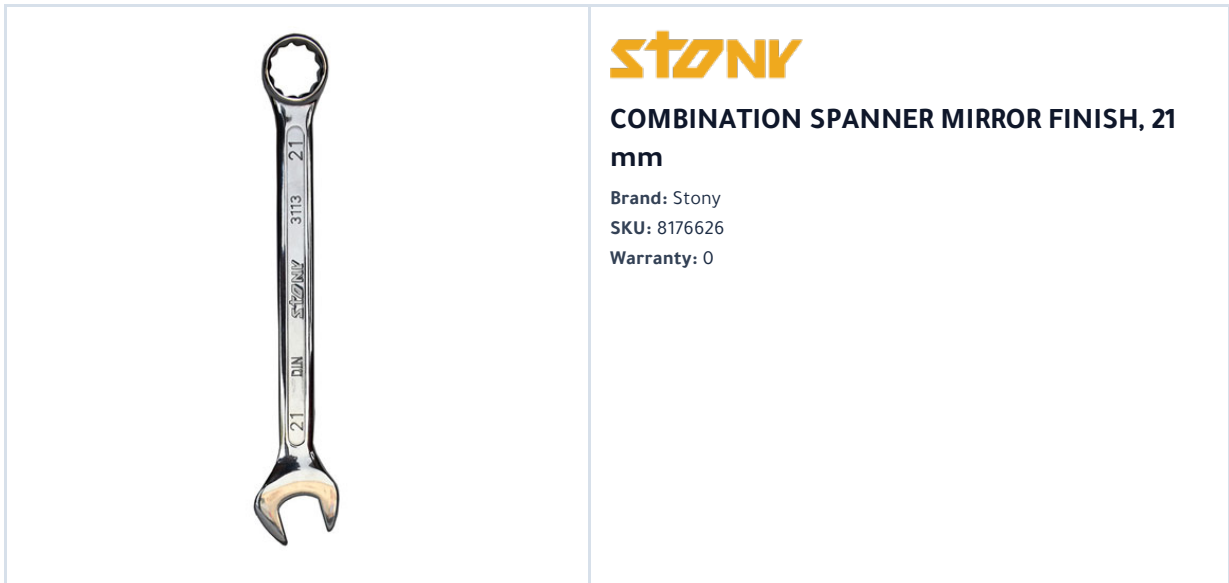 21
3113
STONY
DIN
21
STONY
COMBINATION SPANNER MIRROR FINISH, 21
mm
Brand: Stony
SKU: 8176626
Warranty: 0